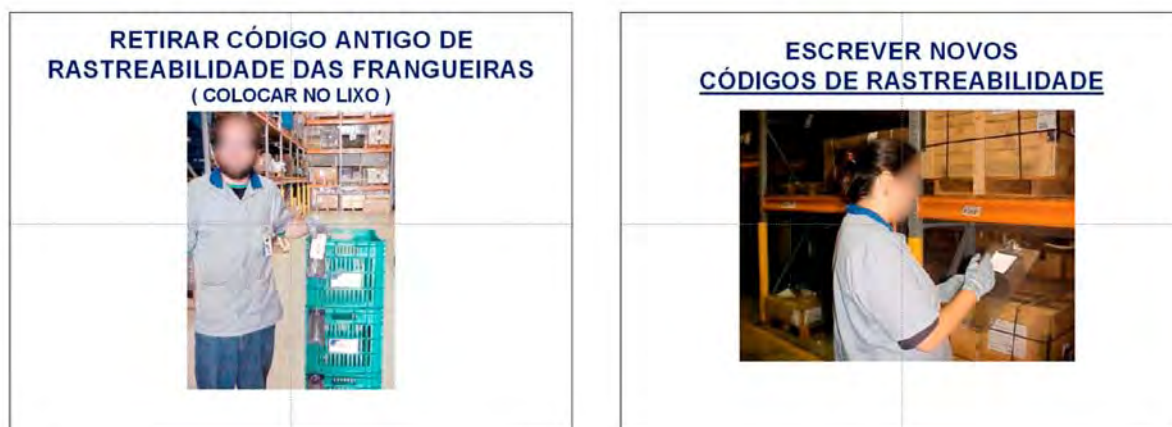 RETIRAR CÓDIGO ANTIGO DE
RASTREABILIDADE DAS FRANGUEIRAS
( COLOCAR NO LIXO )
ESCREVER NOVOS
CÓDIGOS DE RASTREABILIDADE